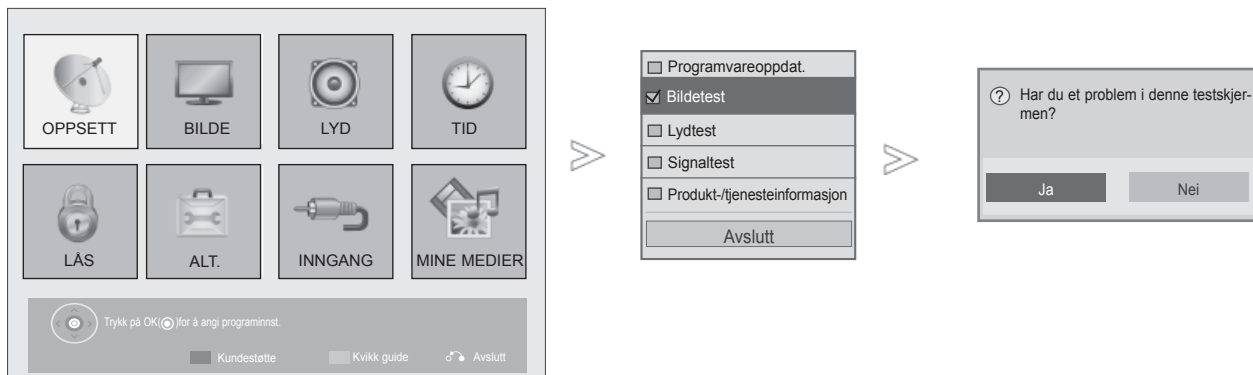 OPPSETT
BILDE
LYD
TID
LÅS
ALT.
INNGANG
MINE MEDIER
Trykk på OK( )for å angi programinnst.
Kundestøtte
Kvikk guide
Avslutt
Programvareoppdat.
Bildetest
Lydtest
Signaltest
Produkt-/tjenesteinformasjon
Avslutt
? Har du et problem i denne testskjer-
men?
Ja
Nei